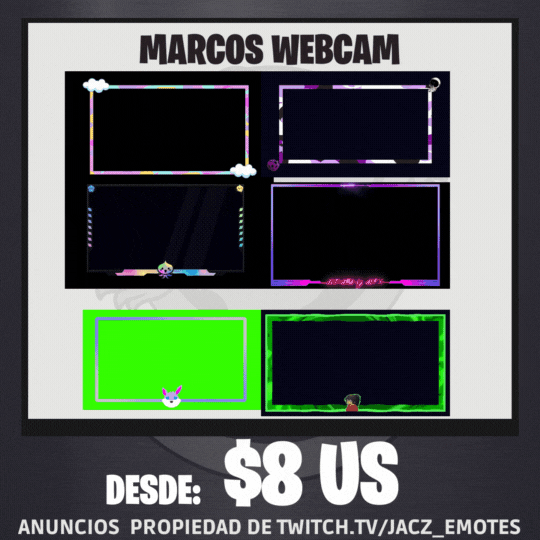 MARCOS WEBCAM
DESDE: $8 US
ANUNCIOS PROPIEDAD DE TWITCH.TV/JACZ_EMOTES